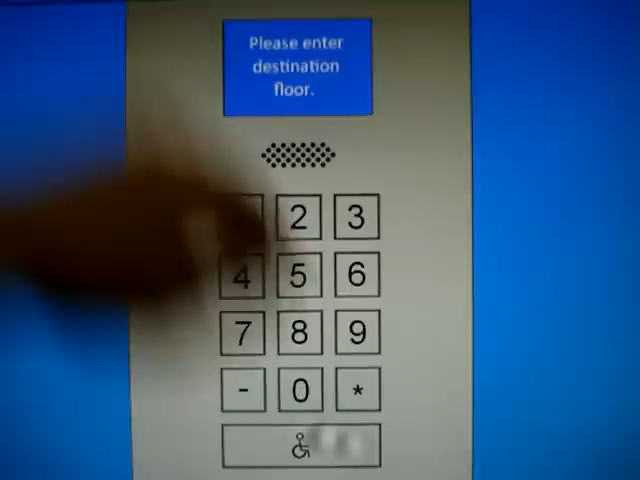 Please enter
destination
floor.
2 3
4 5 6
7 8 9
- 0 *